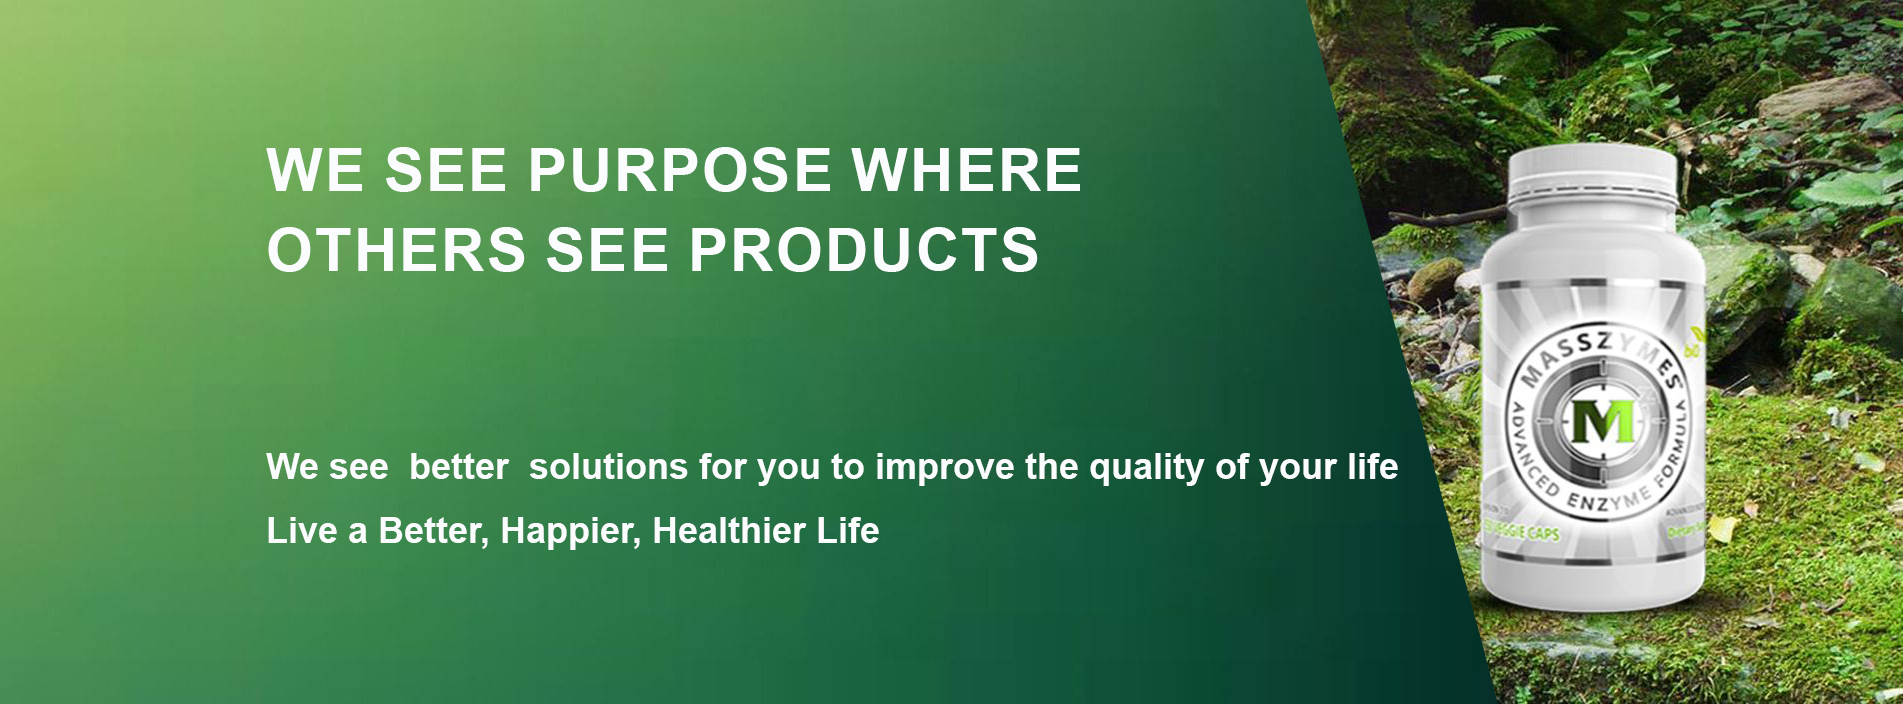 WE SEE PURPOSE WHERE
OTHERS SEE PRODUCTS
We see  better  solutions for you to improve the quality of your life
Live a Better, Happier, Healthier Life
MASSZYMES
M
ADVANCED ENZYME FORMULA
CAPS